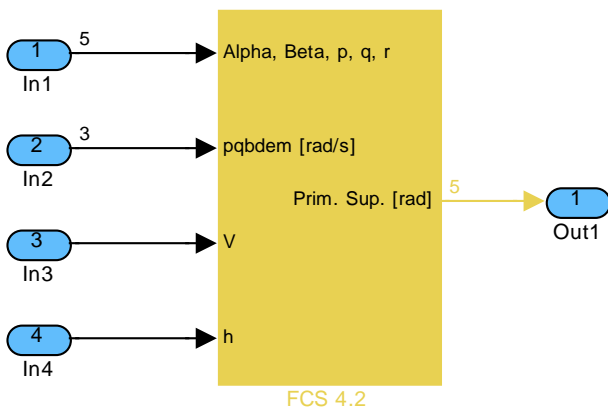 1
In1
5
Alpha, Beta, p, q, r
2
In2
3
pqbdem [rad/s]
Prim. Sup. [rad]
5
1
Out1
3
In3
V
4
In4
h
FCS 4.2